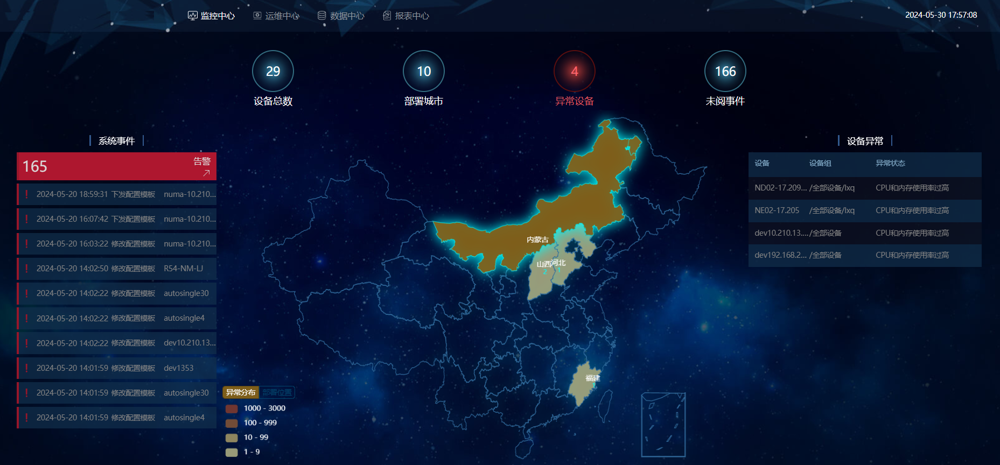 监控中心 运维中心 数据中心 报表中心 2024-05-30 17:57:08
29 10 4 166
设备总数 部署城市 异常设备 未阅事件
系统事件
165 告警
2024-05-20 18:59:31 下发配置模板 numa-10.210...
2024-05-20 16:07:42 下发配置模板 numa-10.210...
2024-05-20 16:03:22 修改配置模板 numa-10.210...
2024-05-20 14:02:50 修改配置模板 R54-NM-LJ
2024-05-20 14:02:22 修改配置模板 autosingle30
2024-05-20 14:02:22 修改配置模板 autosingle4
2024-05-20 14:02:22 修改配置模板 dev10.210.13...
2024-05-20 14:01:59 修改配置模板 dev1353
2024-05-20 14:01:59 修改配置模板 autosingle30
2024-05-20 14:01:59 修改配置模板 autosingle4
内蒙古
山西 河北
2 1
福建
1
异常分布 部署位置
1000 - 3000
100 - 999
10 - 99
1 - 9
设备异常
设备 设备组 异常状态
ND02-17.209... /全部设备/lxq CPU和内存使用率过高
NE02-17.205 /全部设备/lxq CPU和内存使用率过高
dev10.210.13.... /全部设备 CPU和内存使用率过高
dev192.168.2... /全部设备 CPU和内存使用率过高